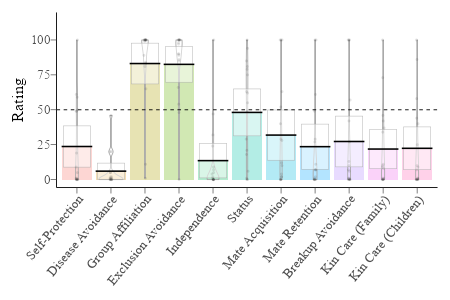 100
75
50
25
0
Rating
Self-Protection
Disease Avoidance
Group Affiliation
Exclusion Avoidance
Independence
Status
Mate Acquisition
Mate Retention
Breakup Avoidance
Kin Care (Family)
Kin Care (Children)